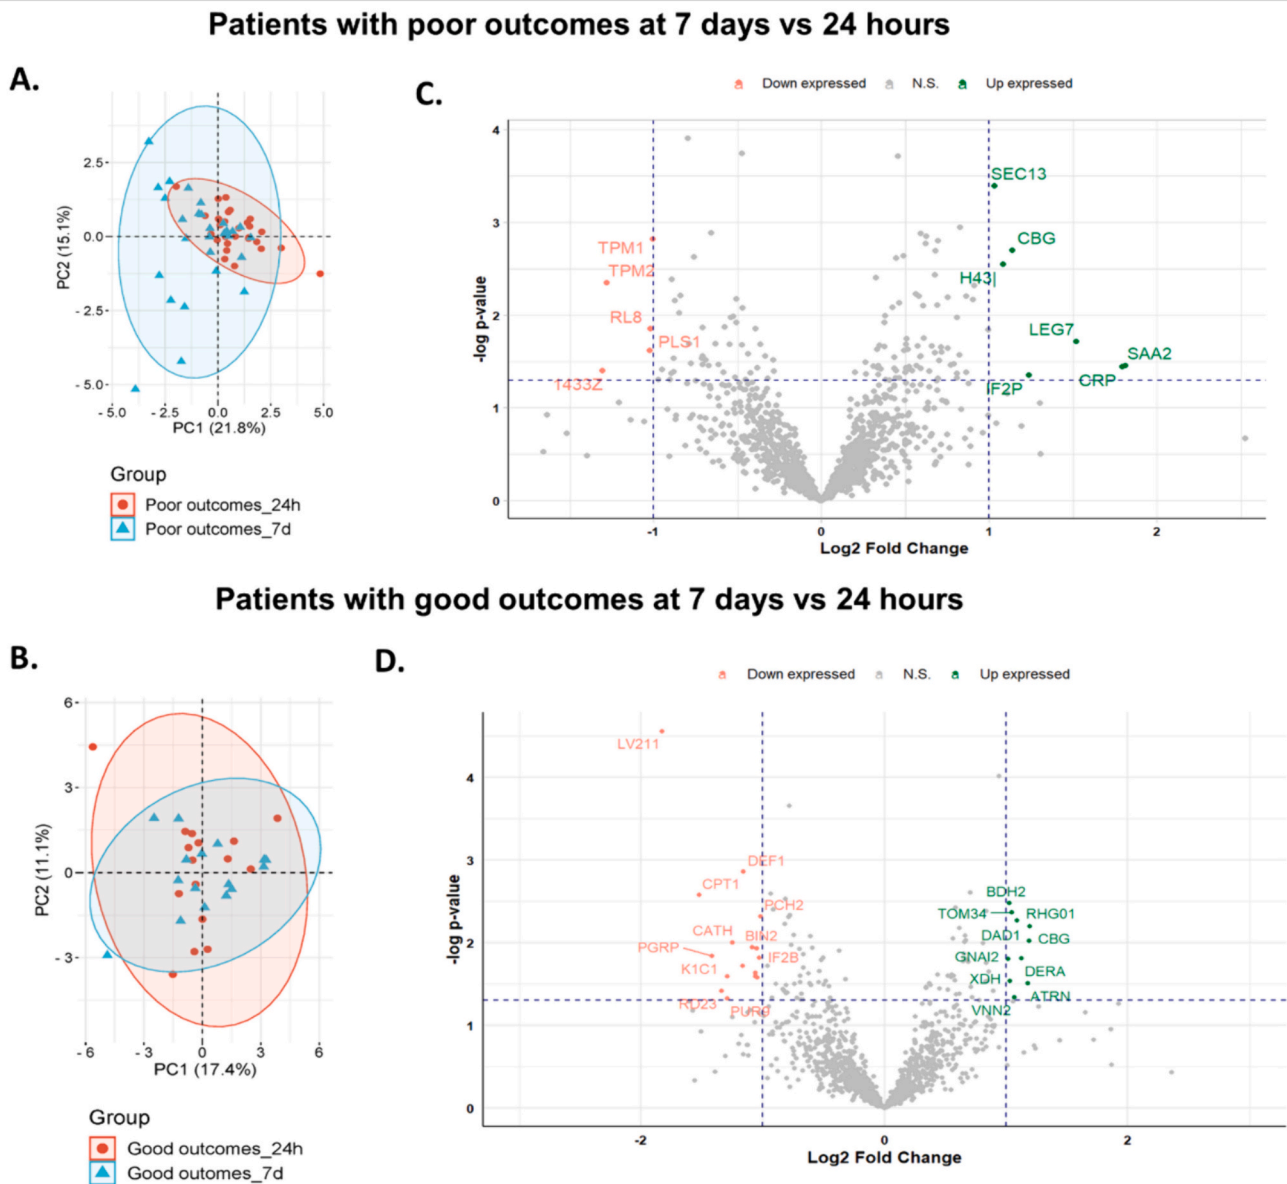 Patients with poor outcomes at 7 days vs 24 hours
A.
2.5
0.0
- 2.5
- 5.0
PC2 (15.1%)
- 5.0
-2.5
0.0
2.5
5.0
PC1 (21.8%)
Group
Poor outcomes_24h
Poor outcomes_7d
C.
Down expressed
N.S.
Up expressed
4
3
2
1
0
-log p-value
TPM1
TPM2
RL8
PLS1
1433Z
SEC13
CBG
H43|
LEG7
SAA2
CRP
IF2P
-1
0
1
2
Log2 Fold Change
Patients with good outcomes at 7 days vs 24 hours
B.
6
3
0
- 3
PC2 (11.1%)
- 6
-3
0
3
6
PC1 (17.4%)
Group
Good outcomes_24h
Good outomes_7d
D.
Down expressed
N.S.
Up expressed
4
3
2
1
0
-log p-value
LV211
DEF1
CPT1
PCH2
CATH
BIN2
PGRP
IF2B
K1C1
RD23
PUR9
BDH2
TOM34
RHG01
DAD1
CBG
GNAI2
DERA
XDH
ATRN
VNN2
-2
0
2
Log2 Fold Change